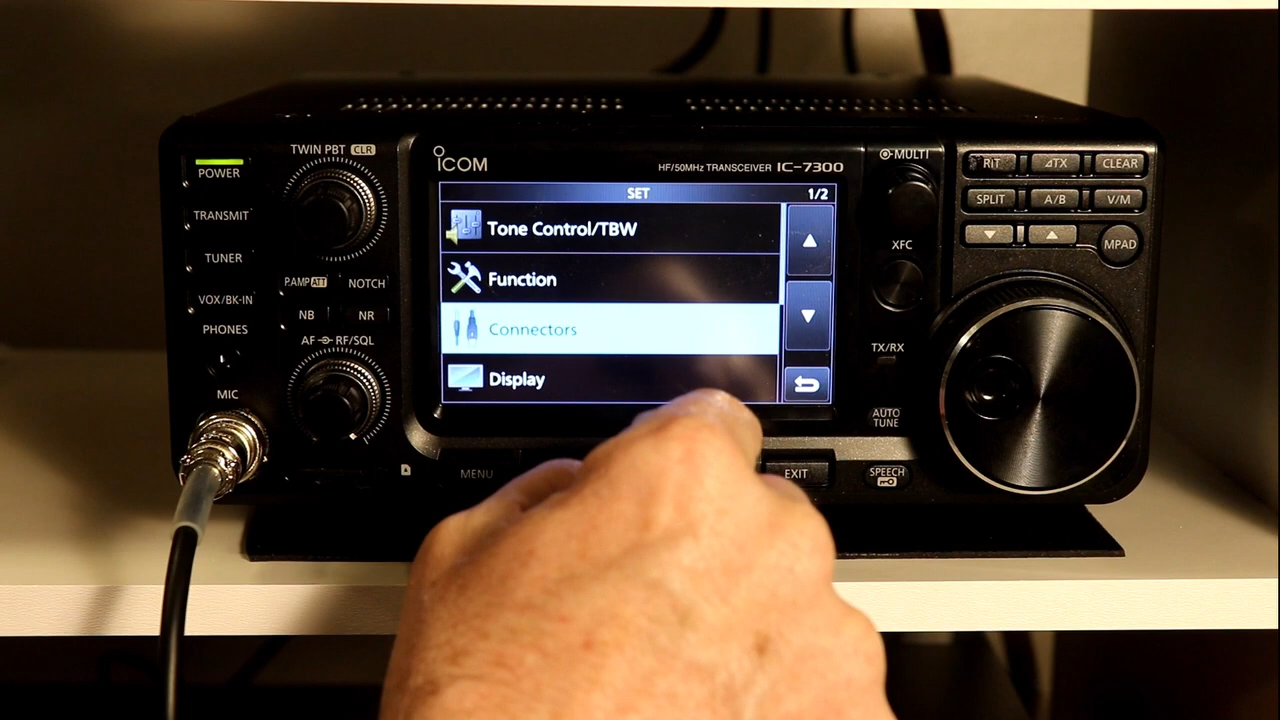 POWER
TRANSMIT
TUNER
VOX/BK-IN
PHONES
MIC
TWIN PBT CLR
P.AMP ATT
NOTCH
NB
NR
AF RF/SQL
ICOM
HF/50MHz TRANSCEIVER IC-7300
SET 1/2
Tone Control/TBW
Function
Connectors
Display
MENU
EXIT
MULTI
XFC
TX/RX
AUTO
TUNE
SPEECH
RIT
ΔTX
CLEAR
SPLIT
A/B
V/M
MPAD